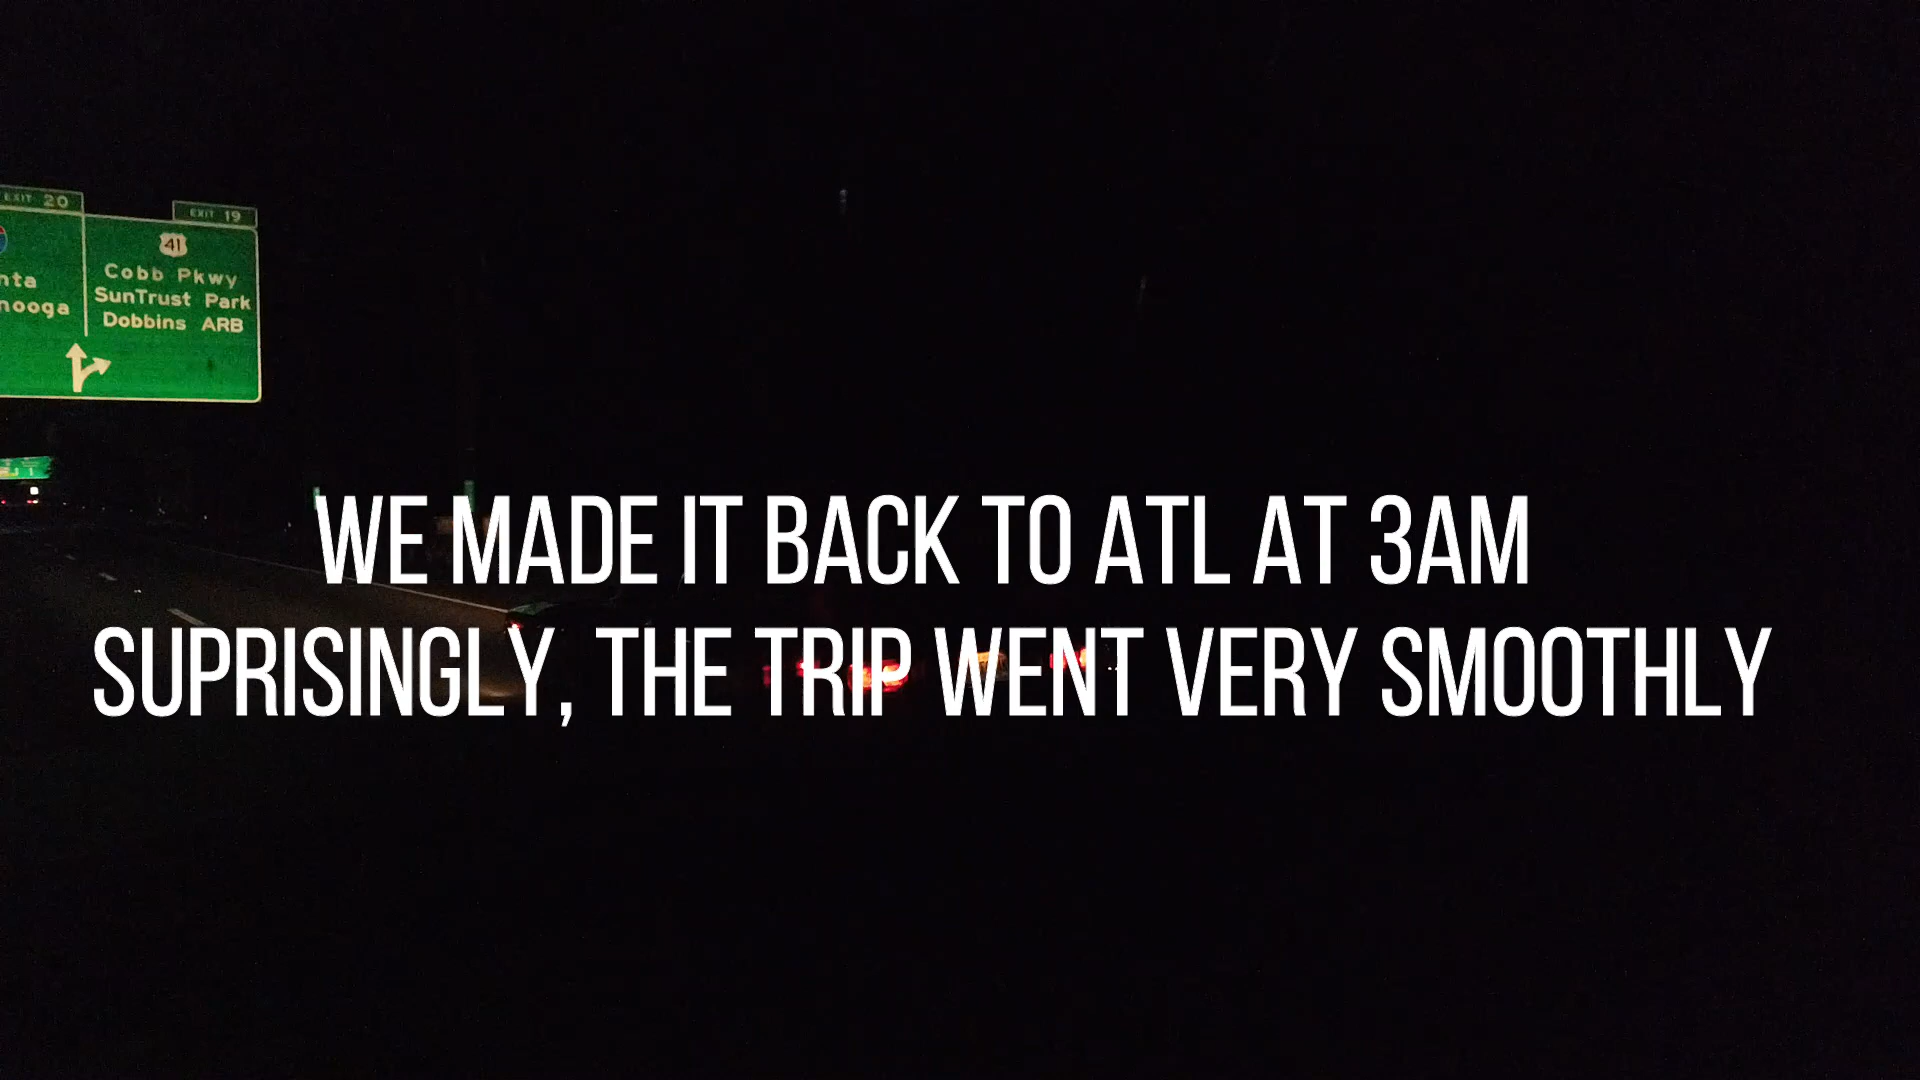 EXIT 20
EXIT 19
41
nta
nooga
Cobb Pkwy
SunTrust Park
Dobbins ARB
WE MADE IT BACK TO ATL AT 3AM
SUPRISINGLY, THE TRIP WENT VERY SMOOTHLY